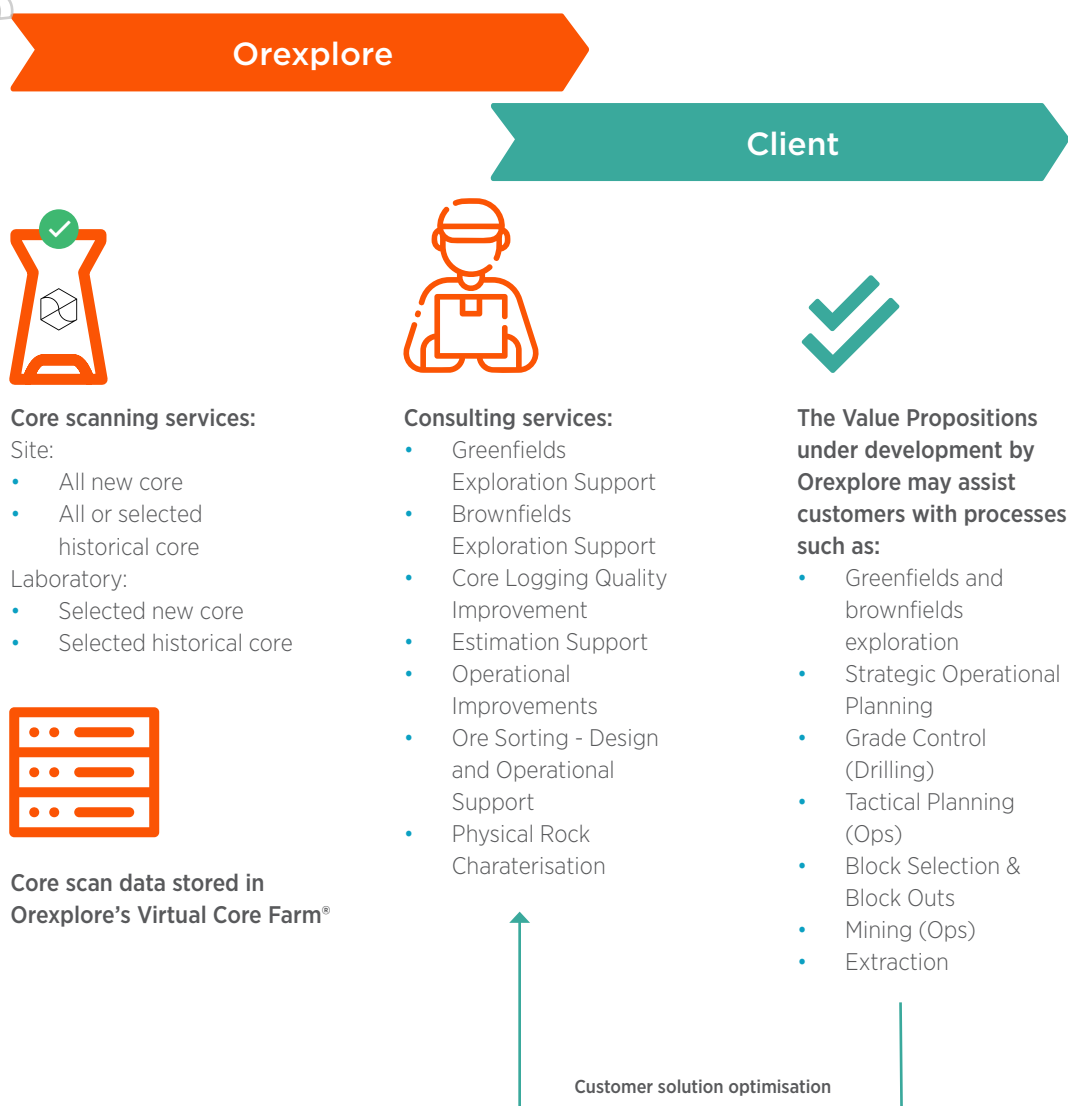 Orexplore
Client
Core scanning services:
Site:
• All new core
• All or selected
historical core
Laboratory:
• Selected new core
• Selected historical core
Core scan data stored in
Orexplore's Virtual Core Farm®
Consulting services:
• Greenfields
Exploration Support
• Brownfields
Exploration Support
• Core Logging Quality
Improvement
• Estimation Support
• Operational
Improvements
• Ore Sorting - Design
and Operational
Support
• Physical Rock
Charaterisation
The Value Propositions
under development by
Orexplore may assist
customers with processes
such as:
• Greenfields and
brownfields
exploration
• Strategic Operational
Planning
• Grade Control
(Drilling)
• Tactical Planning
(Ops)
• Block Selection &
Block Outs
• Mining (Ops)
• Extraction
Customer solution optimisation